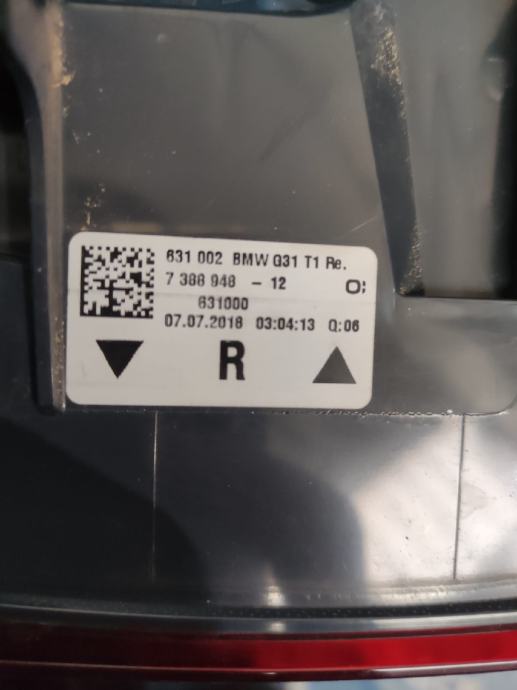 631 002 BMW G31 T1 Re.
7 388 948 - 12 O:
631000
07.07.2018 03:04:13 Q:06
R